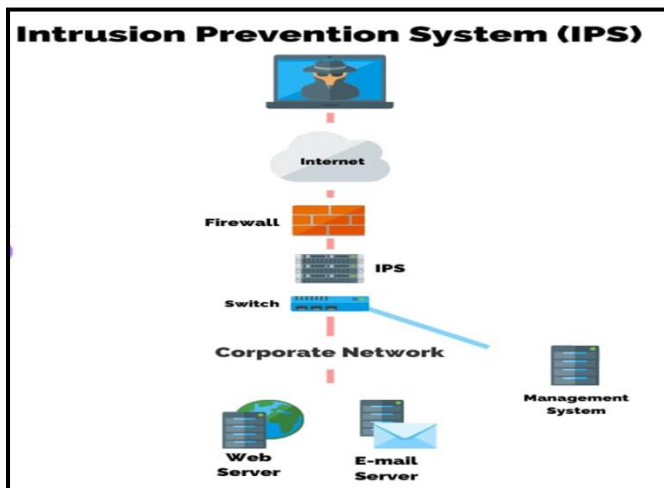 Intrusion Prevention System (IPS)
Internet
Firewall
IPS
Switch
Corporate Network
Management
System
Web
Server
E-mail
Server